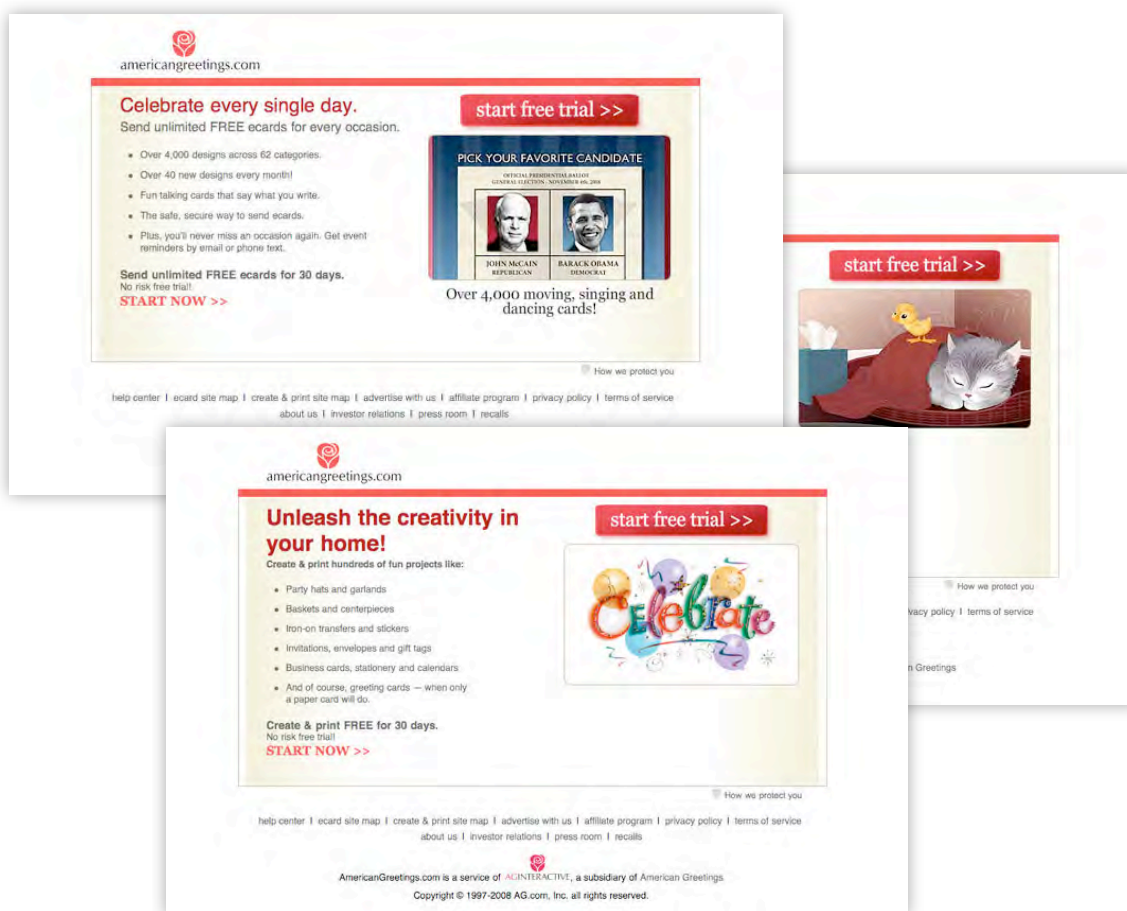 americangreetings.com
Celebrate every single day.
Send unlimited FREE ecards for every occasion.
• Over 4,000 designs across 62 categories.
• Over 40 new designs every month!
• Fun talking cards that say what you write.
• The safe, secure way to send ecards.
• Plus, you'll never miss an occasion again. Get event
reminders by email or phone text.
Send unlimited FREE ecards for 30 days.
No risk free trial!
START NOW >>
start free trial >>
PICK YOUR FAVORITE CANDIDATE
OFFICIAL PRESIDENTIAL BALLOT
GENERAL ELECTION - NOVEMBER 4th, 2008
JOHN McCAIN
REPUBLICAN
BARACK OBAMA
DEMOCRAT
Over 4,000 moving, singing and
dancing cards!
How we protect you
help center | ecard site map | create & print site map | advertise with us | affiliate program | privacy policy | terms of service
about us | investor relations | press room | recalls
start free trial >>
How we protect you
vacy policy | terms of service
n Greetings
americangreetings.com
Unleash the creativity in
your home!
Create & print hundreds of fun projects like:
• Party hats and garlands
• Baskets and centerpieces
• Iron-on transfers and stickers
• Invitations, envelopes and gift tags
• Business cards, stationery and calendars
• And of course, greeting cards — when only
a paper card will do.
Create & print FREE for 30 days.
No risk free trial!
START NOW >>
start free trial >>
Celebrate
How we protect you
help center | ecard site map | create & print site map | advertise with us | affiliate program | privacy policy | terms of service
about us | investor relations | press room | recalls
AmericanGreetings.com is a service of AGINTERACTIVE, a subsidiary of American Greetings
Copyright © 1997-2008 AG.com, Inc. all rights reserved.